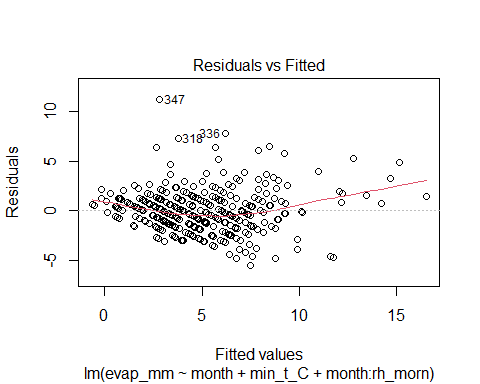 Residuals vs Fitted
Residuals
10
5
0
-5
347
336
318
0
5
10
15
Fitted values
lm(evap_mm ~ month + min_t_C + month:rh_morn)